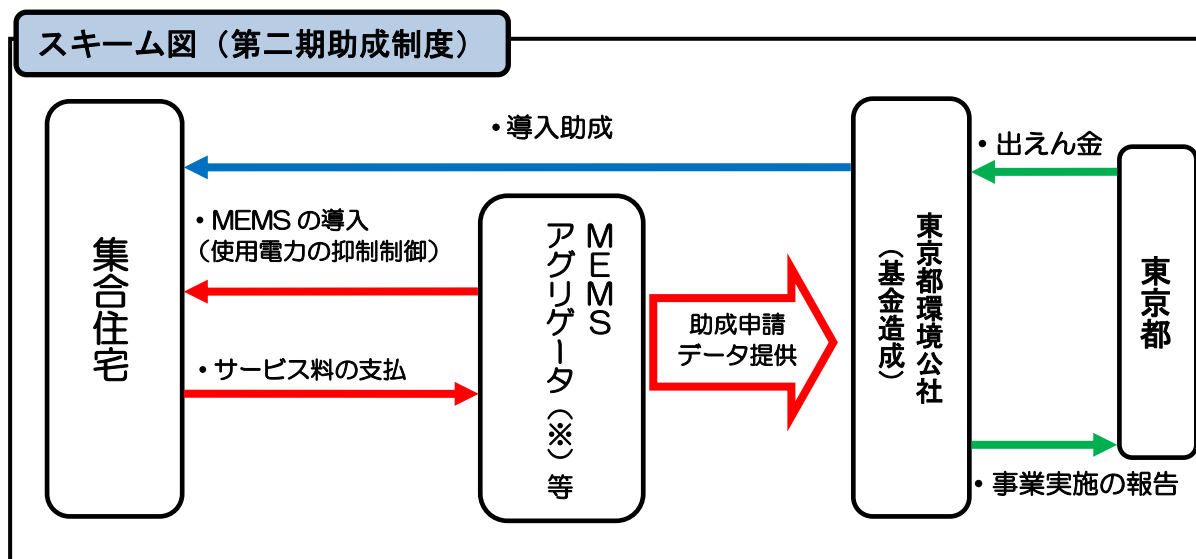 スキーム図（第二期助成制度）
集合住宅
・導入助成
・MEMS の導入
（使用電力の抑制制御）
・サービス料の支払
MEMS
アグリゲータ（※）等
助成申請
データ提供
東京都環境公社
（基金造成）
・出えん金
東京都
・事業実施の報告